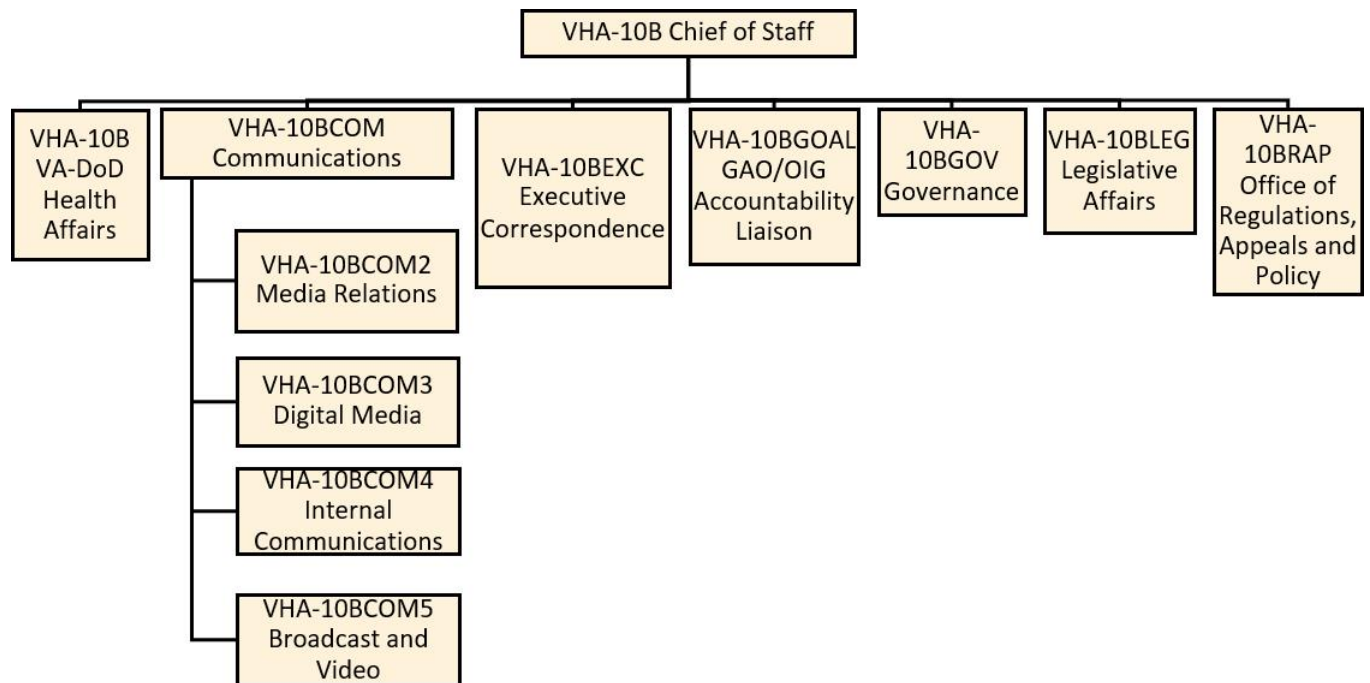 VHA-10B Chief of Staff
VHA-10B
VA-DoD
Health
Affairs
VHA-10BCOM
Communications
VHA-10BEXC
Executive
Correspondence
VHA-10BGOAL
GAO/OIG
Accountability
Liaison
VHA-
10BGOV
Governance
VHA-10BLEG
Legislative
Affairs
VHA-
10BRAP
Office of
Regulations,
Appeals and
Policy
VHA-10BCOM2
Media Relations
VHA-10BCOM3
Digital Media
VHA-10BCOM4
Internal
Communications
VHA-10BCOM5
Broadcast and
Video